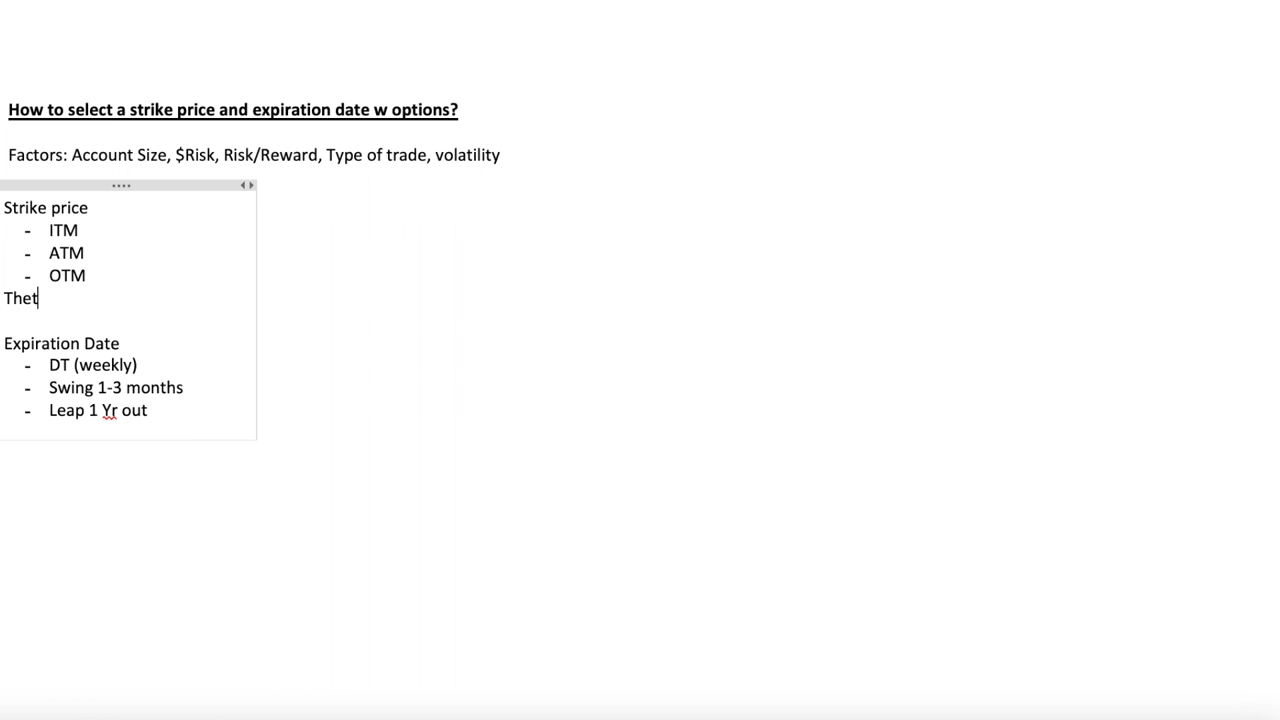 How to select a strike price and expiration date w options?
Factors: Account Size, $Risk, Risk/Reward, Type of trade, volatility
Strike price
- ITM
- ATM
- OTM
Thet
Expiration Date
- DT (weekly)
- Swing 1-3 months
- Leap 1 Yr out